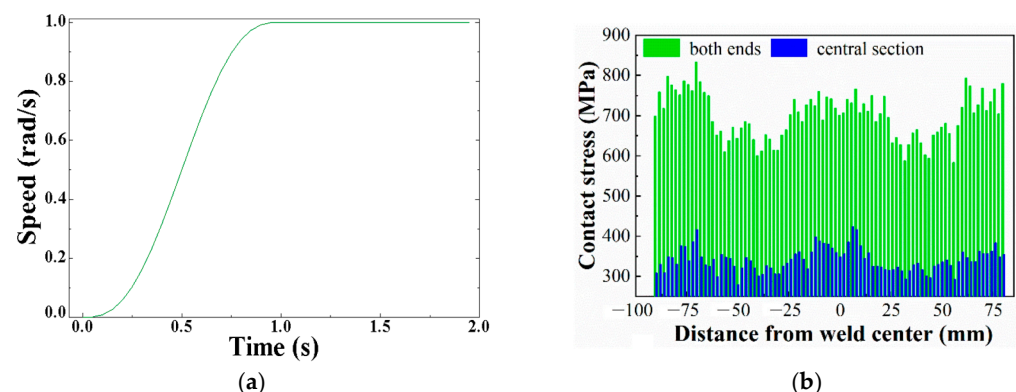 1.0
0.8
0.6
0.4
0.2
0.0
Speed (rad/s)
0.0 0.5 1.0 1.5 2.0
Time (s)
(a)
900
800
700
600
500
400
300
Contact stress (MPa)
both ends central section
−100 −75 −50 −25 0 25 50 75
Distance from weld center (mm)
(b)